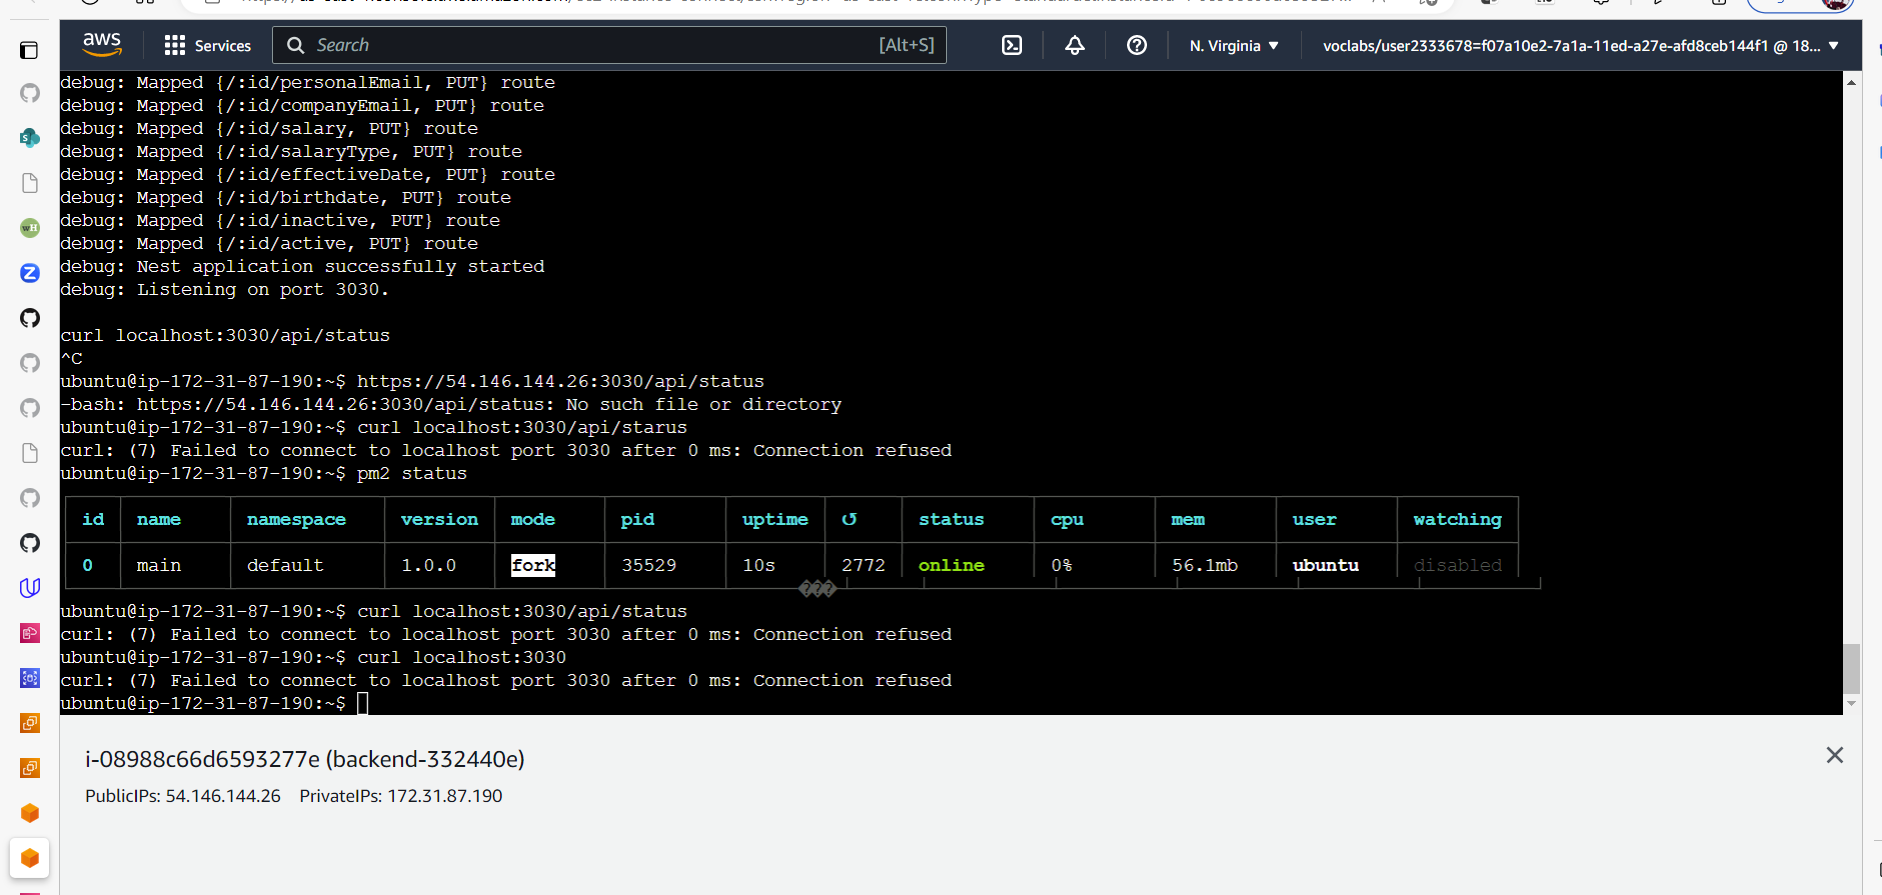 aws
Services
Search
[Alt+S]
N. Virginia
voclabs/user2333678=f07a10e2-7a1a-11ed-a27e-afd8ceb144f1 @ 18...
debug: Mapped {/:id/personalEmail, PUT} route
debug: Mapped {/:id/companyEmail, PUT} route
debug: Mapped {/:id/salary, PUT} route
debug: Mapped {/:id/salaryType, PUT} route
debug: Mapped {/:id/effectiveDate, PUT} route
debug: Mapped {/:id/birthdate, PUT} route
debug: Mapped {/:id/inactive, PUT} route
debug: Mapped {/:id/active, PUT} route
debug: Nest application successfully started
debug: Listening on port 3030.
curl localhost:3030/api/status
^C
ubuntu@ip-172-31-87-190:~$ https://54.146.144.26:3030/api/status
-bash: https://54.146.144.26:3030/api/status: No such file or directory
ubuntu@ip-172-31-87-190:~$ curl localhost:3030/api/starus
curl: (7) Failed to connect to localhost port 3030 after 0 ms: Connection refused
ubuntu@ip-172-31-87-190:~$ pm2 status
id name namespace version mode pid uptime ↺ status cpu mem user watching
0 main default 1.0.0 fork 35529 10s 2772 online 0% 56.1mb ubuntu disabled
ubuntu@ip-172-31-87-190:~$ curl localhost:3030/api/status
curl: (7) Failed to connect to localhost port 3030 after 0 ms: Connection refused
ubuntu@ip-172-31-87-190:~$ curl localhost:3030
curl: (7) Failed to connect to localhost port 3030 after 0 ms: Connection refused
ubuntu@ip-172-31-87-190:~$
i-08988c66d6593277e (backend-332440e)
PublicIPs: 54.146.144.26 PrivateIPs: 172.31.87.190